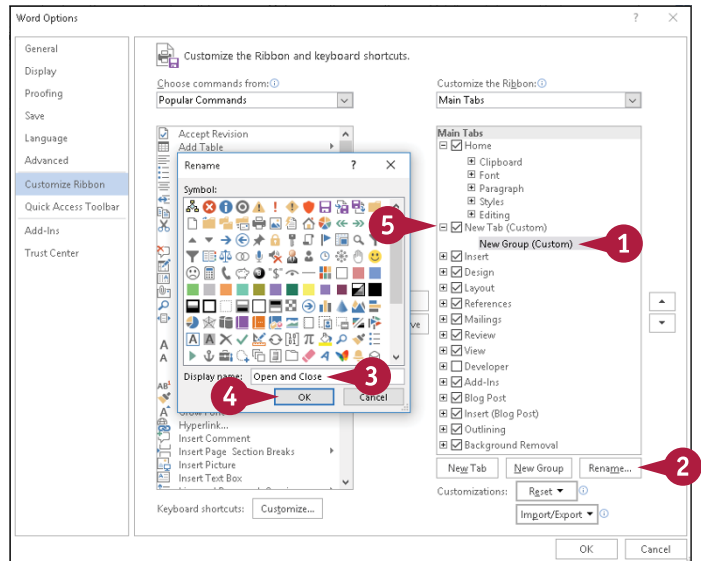 Word Options
?
General
Display
Proofing
Save
Language
Advanced
Customize Ribbon
Quick Access Toolbar
Add-Ins
Trust Center
Customize the Ribbon and keyboard shortcuts.
Choose commands from:
Popular Commands
Accept Revision
Add Table
Rename
?
Symbol:
Display name: Open and Close
3
4
OK
Cancel
Hyperlink...
Insert Comment
Insert Page Section Breaks
Insert Picture
Insert Text Box
Keyboard shortcuts: Customize...
Customize the Ribbon:
Main Tabs
Main Tabs
Home
Clipboard
Font
Paragraph
Styles
Editing
5
New Tab (Custom)
New Group (Custom)
1
Insert
Design
Layout
References
Mailings
Review
View
Developer
Add-Ins
Blog Post
Insert (Blog Post)
Outlining
Background Removal
New Tab
New Group
Rename...
2
Customizations: Reset
Import/Export
OK
Cancel